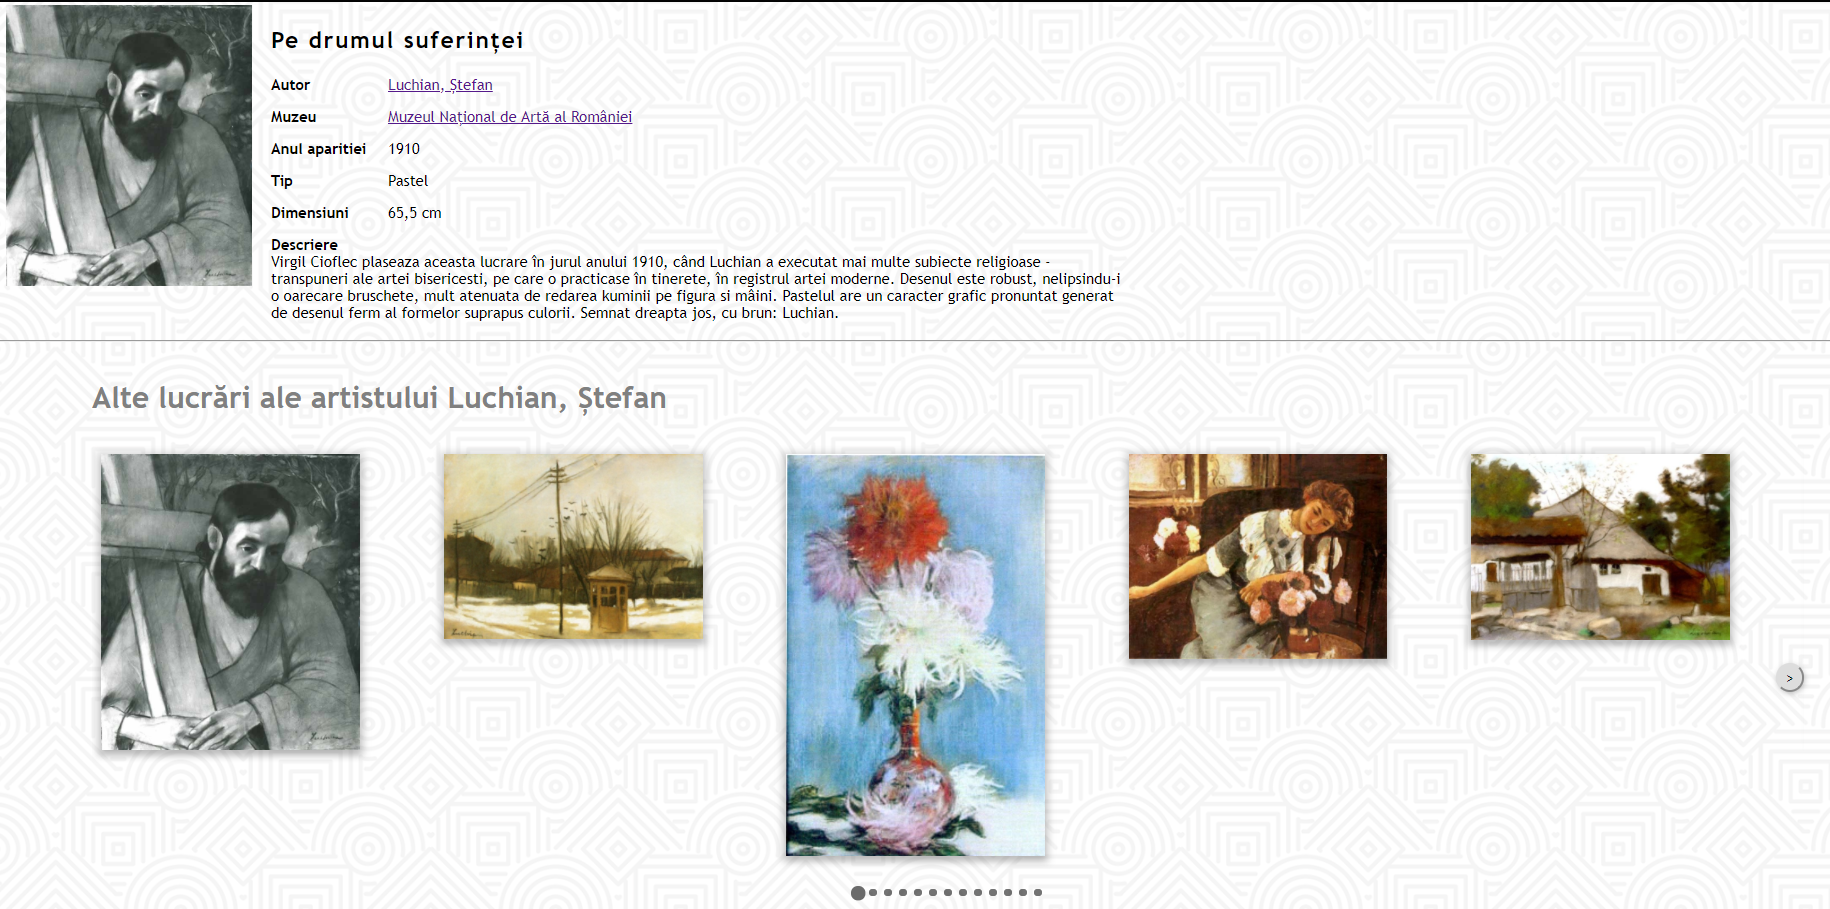 Pe drumul suferinței
Autor Luchian, Ștefan
Muzeu Muzeul Național de Artă al României
Anul aparitiei 1910
Tip Pastel
Dimensiuni 65,5 cm
Descriere
Virgil Cioflec plaseaza aceasta lucrare în jurul anului 1910, când Luchian a executat mai multe subiecte religioase -
transpuneri ale artei bisericesti, pe care o practicase în tinerete, în registrul artei moderne. Desenul este robust, nelipsindu-i
o oarecare bruschete, mult atenuata de redarea kuminii pe figura si mâini. Pastelul are un caracter grafic pronuntat generat
de desenul ferm al formelor suprapus culorii. Semnat dreapta jos, cu brun: Luchian.
Alte lucrări ale artistului Luchian, Ștefan
>